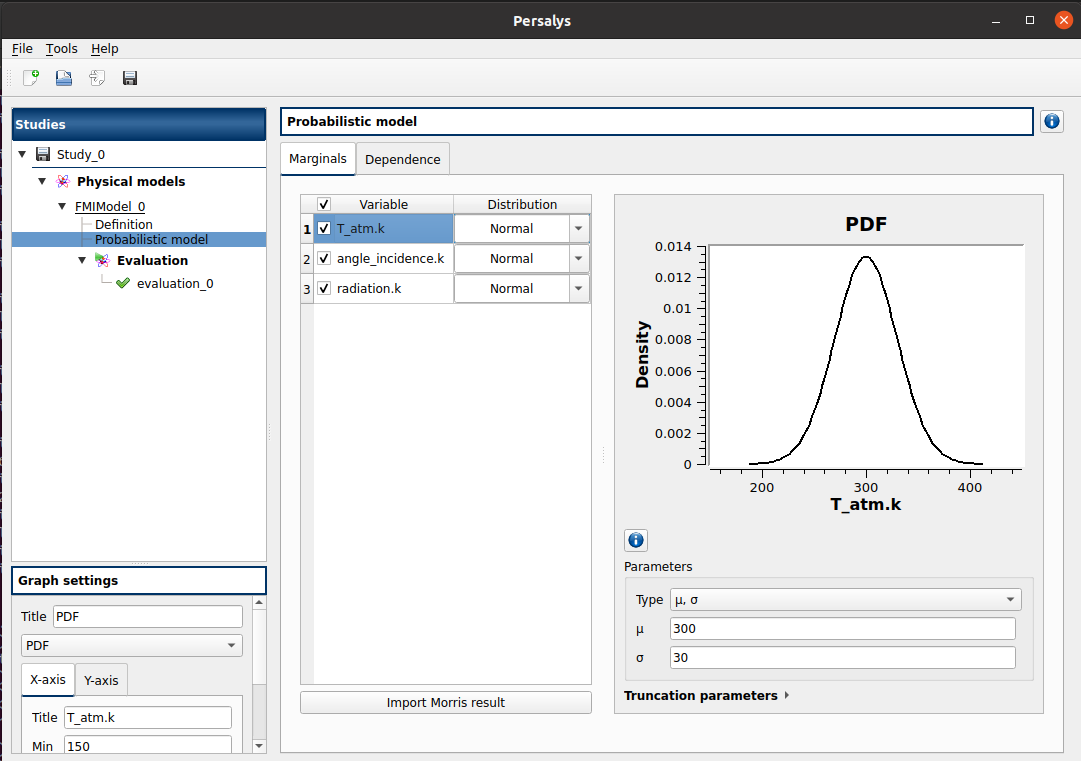 Persalys
File Tools Help
Studies
Study_0
Physical models
FMIModel_0
Definition
Probabilistic model
Evaluation
evaluation_0
Graph settings
Title PDF
PDF
X-axis Y-axis
Title T_atm.k
Min 150
Probabilistic model
Marginals Dependence
Variable Distribution
1 T_atm.k Normal
2 angle_incidence.k Normal
3 radiation.k Normal
Import Morris result
PDF
0.014
0.012
0.01
0.008
0.006
0.004
0.002
0
Density
200 300 400
T_atm.k
Parameters
Type μ, σ
μ 300
σ 30
Truncation parameters